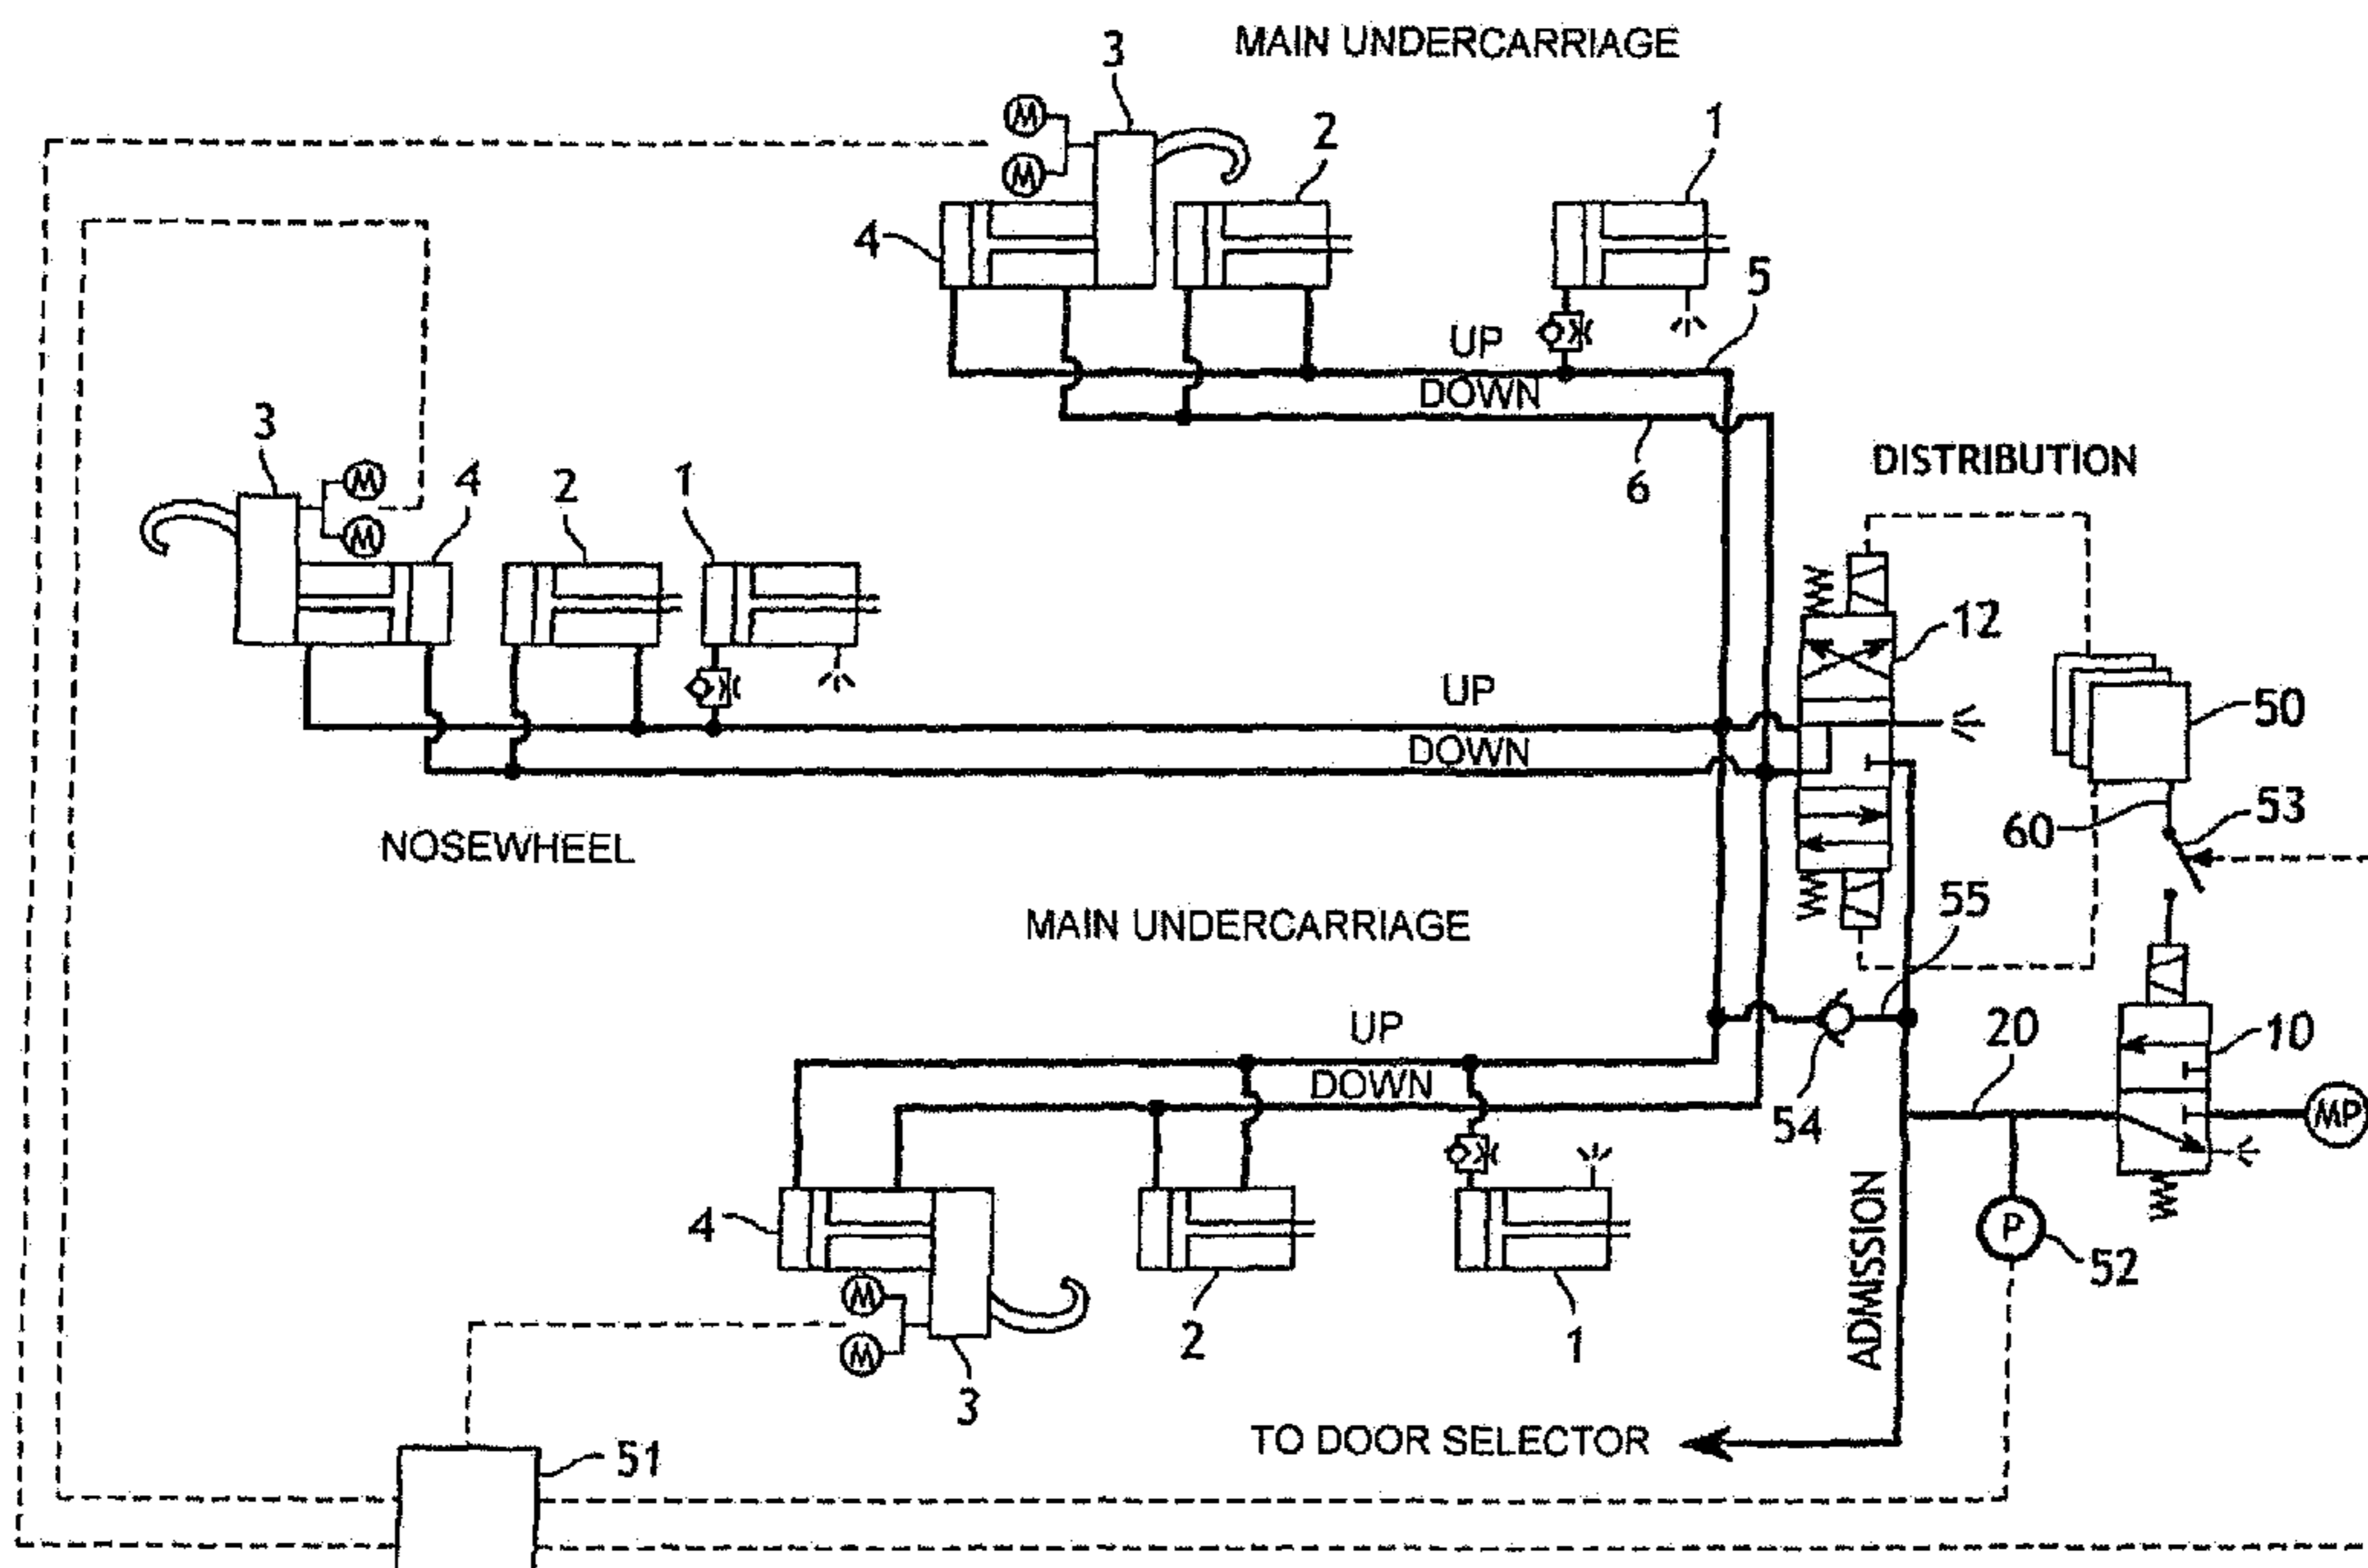 MAIN UNDERCARRIAGE
3
M
M
2
1
4
5
UP
DOWN
6
3
M
M
4
2
1
DISTRIBUTION
12
50
UP
DOWN
53
60
NOSEWHEEL
55
MAIN UNDERCARRIAGE
20
10
UP
DOWN
54
MP
ADMISSION
4
P
52
M
M
2
1
3
TO DOOR SELECTOR
51